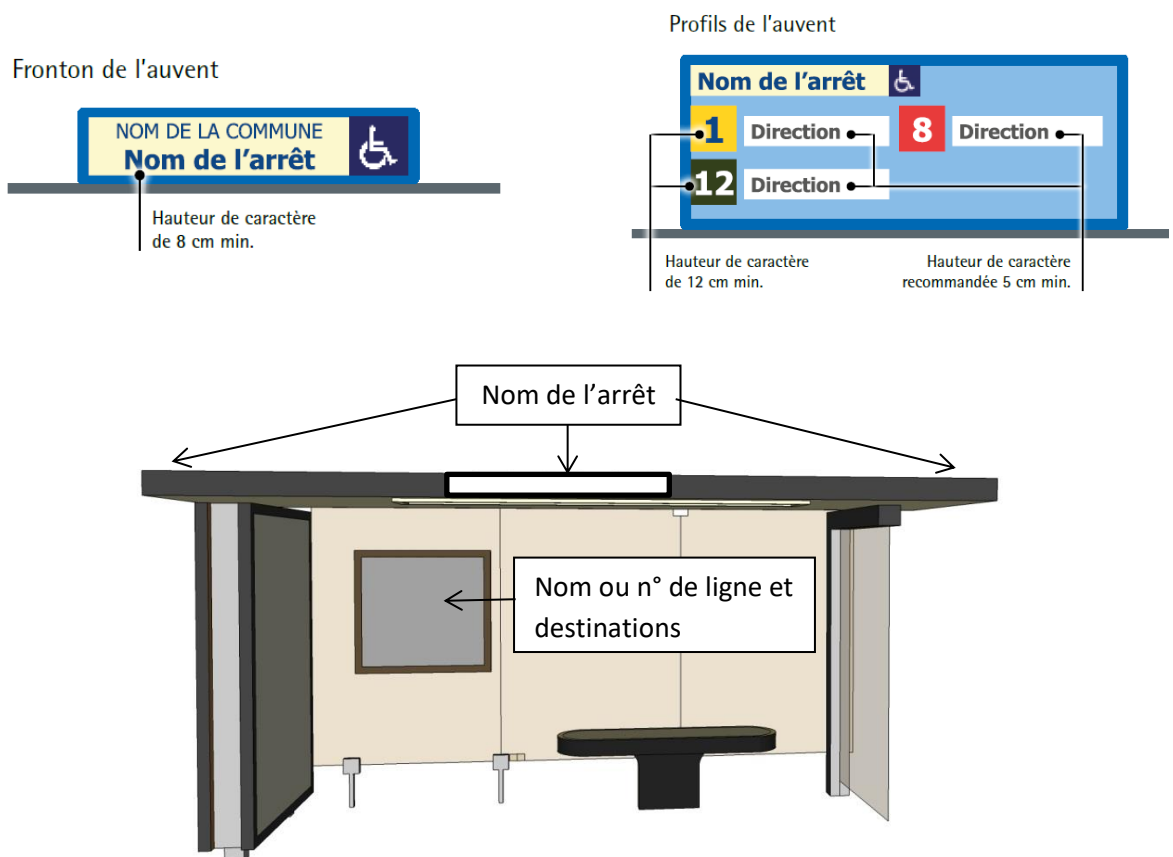 Fronton de l'auvent
NOM DE LA COMMUNE
Nom de l'arrêt
Hauteur de caractère
de 8 cm min.
Profils de l'auvent
Nom de l'arrêt
1 Direction
8 Direction
12 Direction
Hauteur de caractère
de 12 cm min.
Hauteur de caractère
recommandée 5 cm min.
Nom de l'arrêt
Nom ou n° de ligne et
destinations